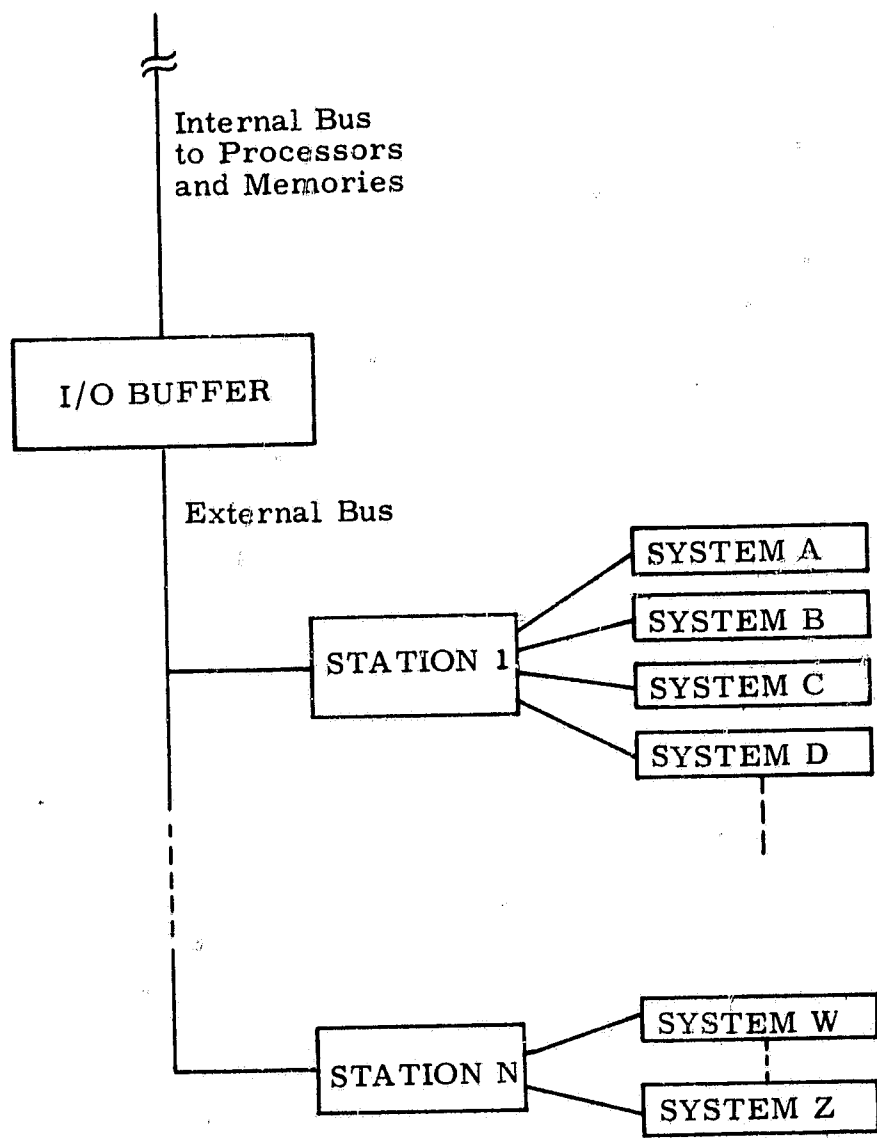 Internal Bus
to Processors
and Memories
I/O BUFFER
External Bus
SYSTEM A
SYSTEM B
STATION 1
SYSTEM C
SYSTEM D
SYSTEM W
STATION N
SYSTEM Z